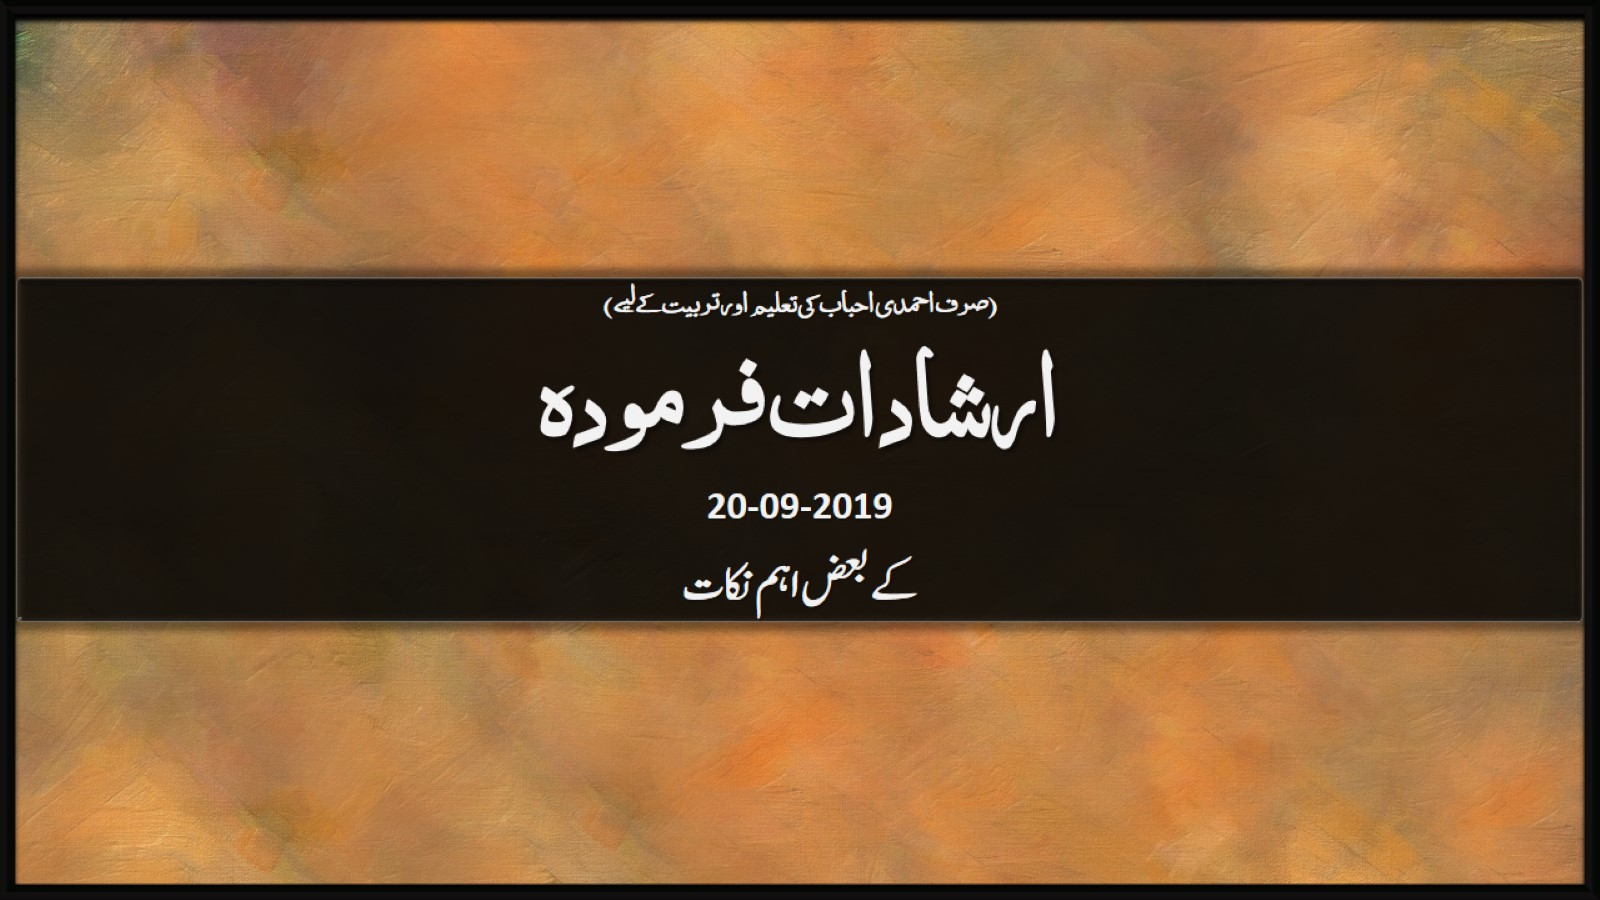 (صرف احمدی احباب کی تعلیم اور تربیت کے لیے)
ارشادات فرمودہ
20-09-2019
کے بعض اہم نکات